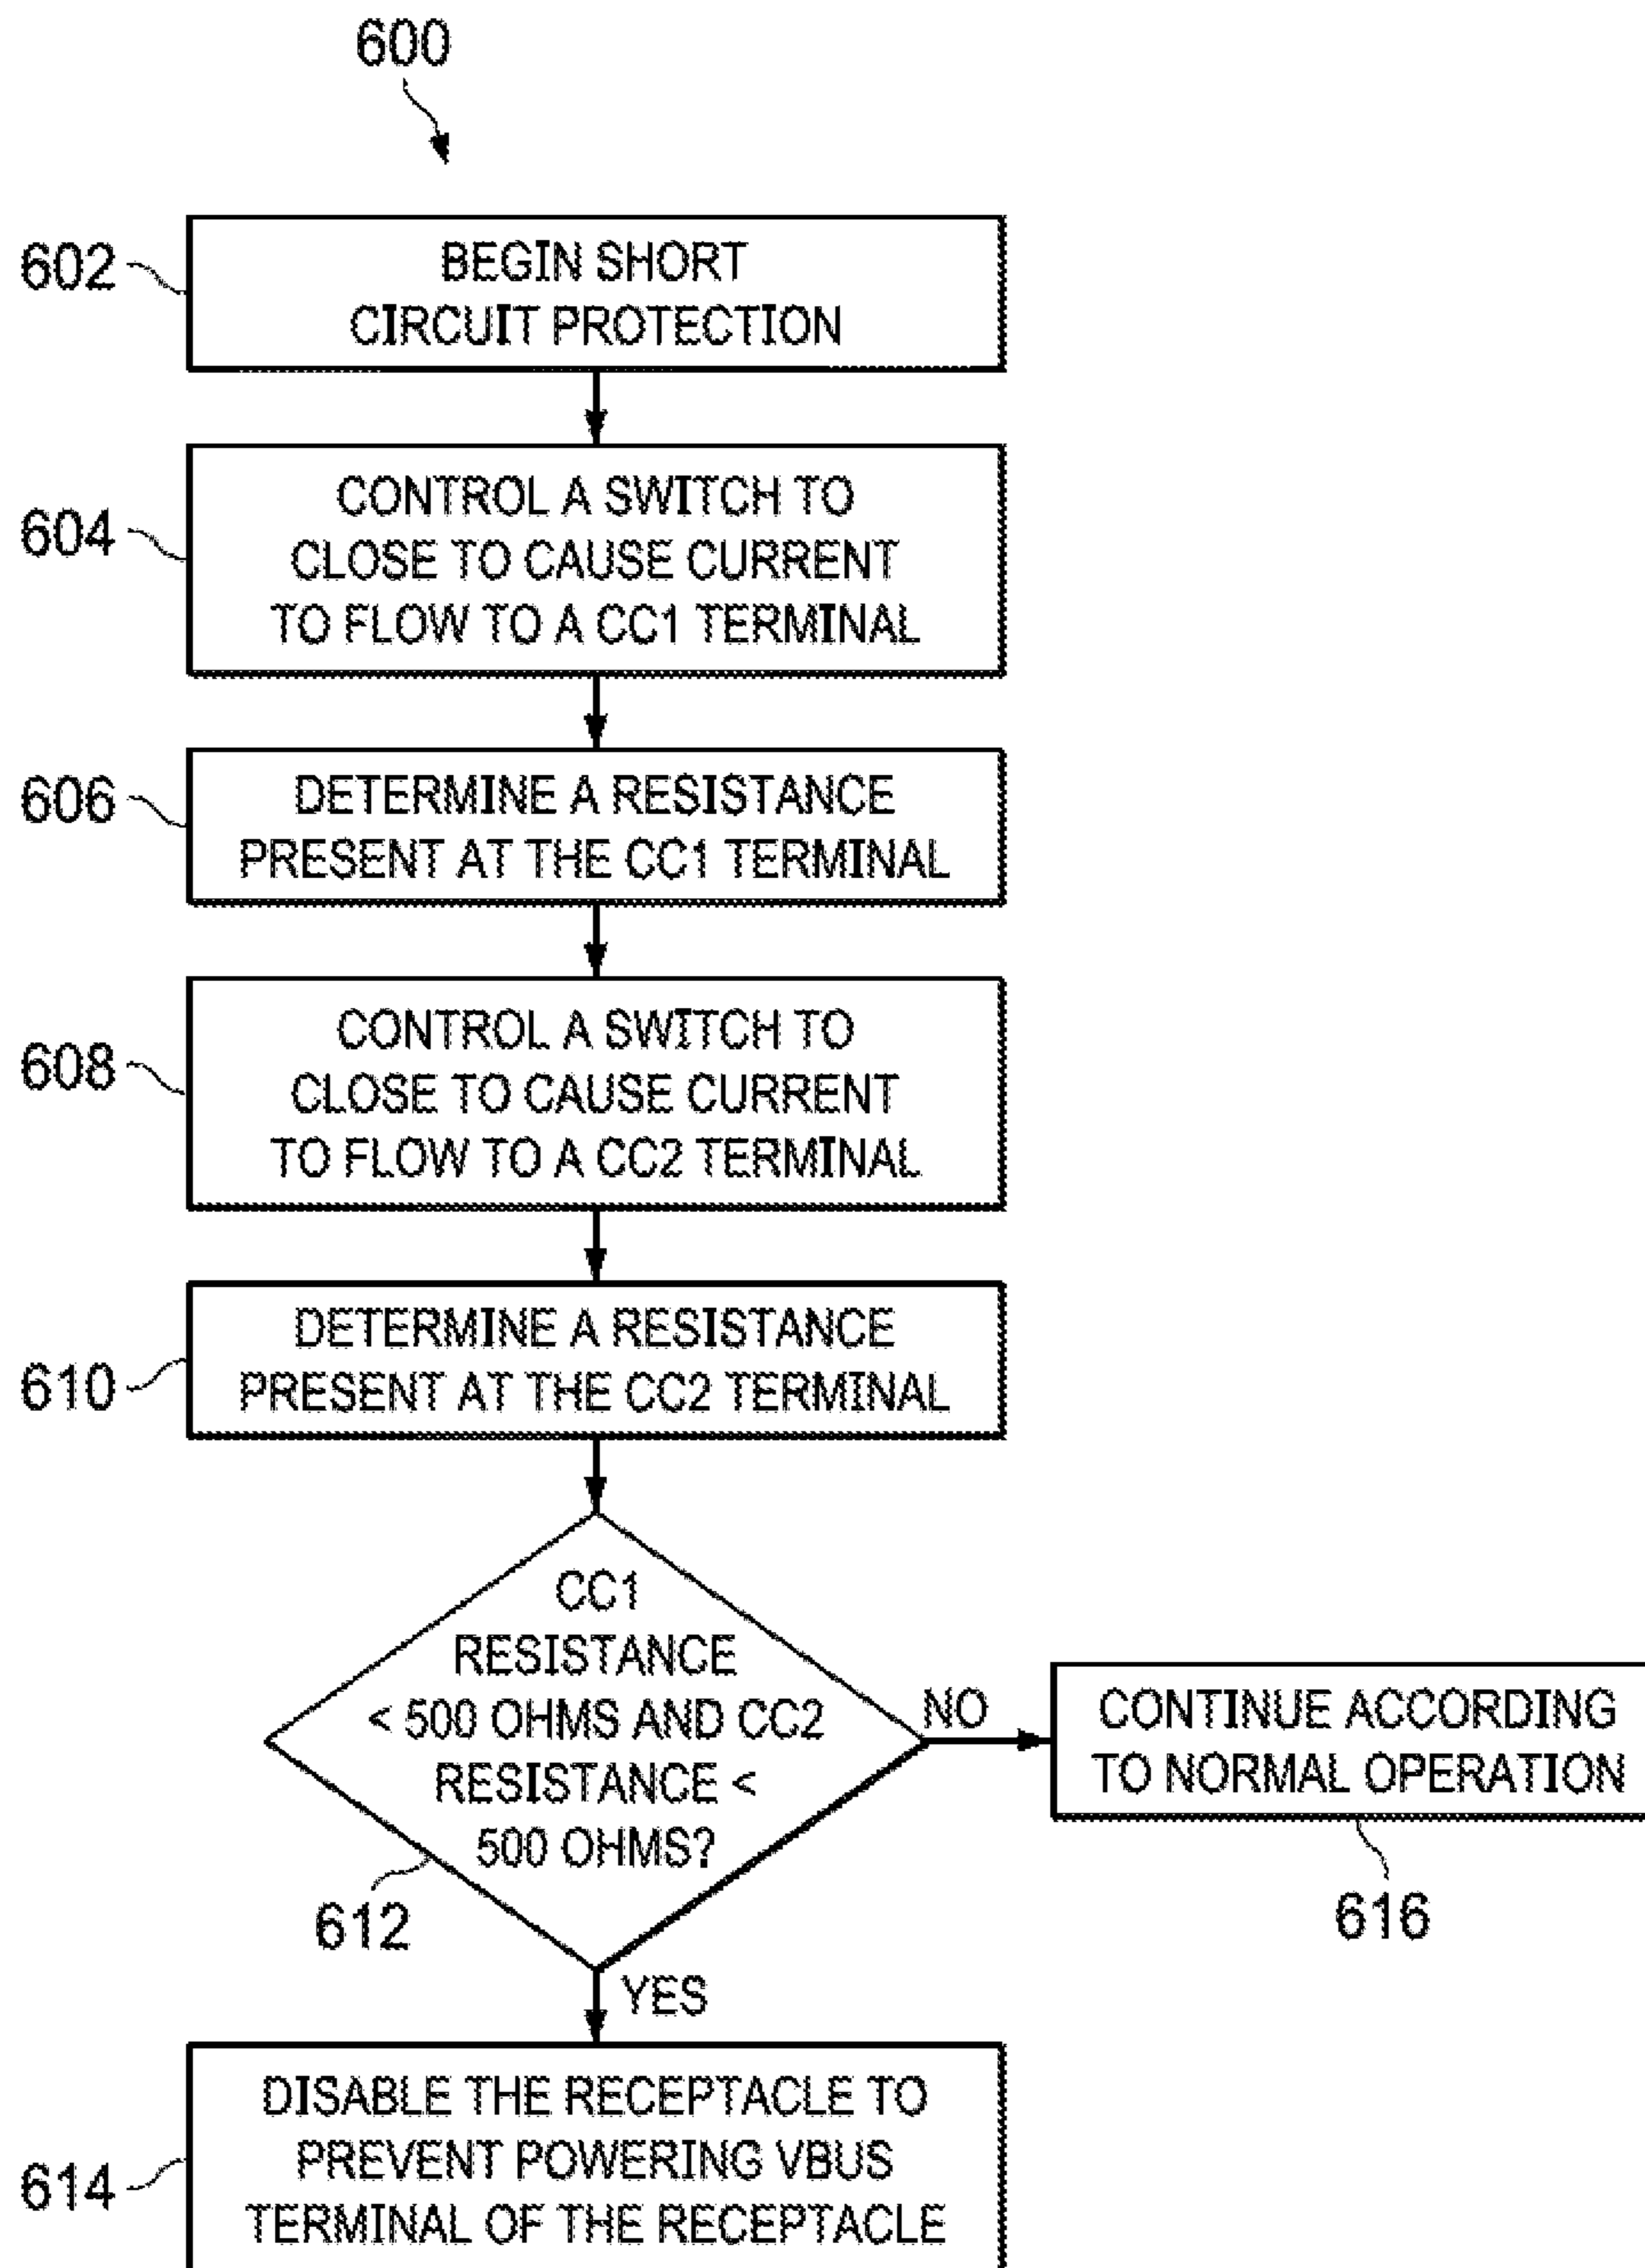 600
602
BEGIN SHORT
CIRCUIT PROTECTION
604
CONTROL A SWITCH TO
CLOSE TO CAUSE CURRENT
TO FLOW TO A CC1 TERMINAL
606
DETERMINE A RESISTANCE
PRESENT AT THE CC1 TERMINAL
608
CONTROL A SWITCH TO
CLOSE TO CAUSE CURRENT
TO FLOW TO A CC2 TERMINAL
610
DETERMINE A RESISTANCE
PRESENT AT THE CC2 TERMINAL
CC1
RESISTANCE
< 500 OHMS AND CC2
RESISTANCE <
500 OHMS?
612
NO
CONTINUE ACCORDING
TO NORMAL OPERATION
616
YES
614
DISABLE THE RECEPTACLE TO
PREVENT POWERING VBUS
TERMINAL OF THE RECEPTACLE